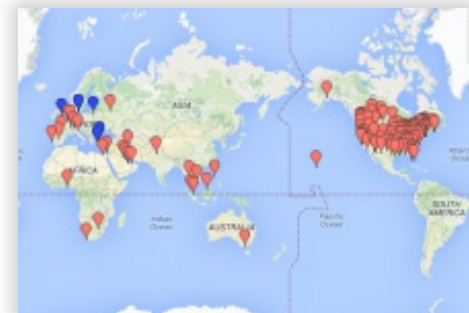 ASIA
AFRICA
SOUTH
AMERICA
Indian
Ocean
Pacific
Ocean
AUSTRALIA